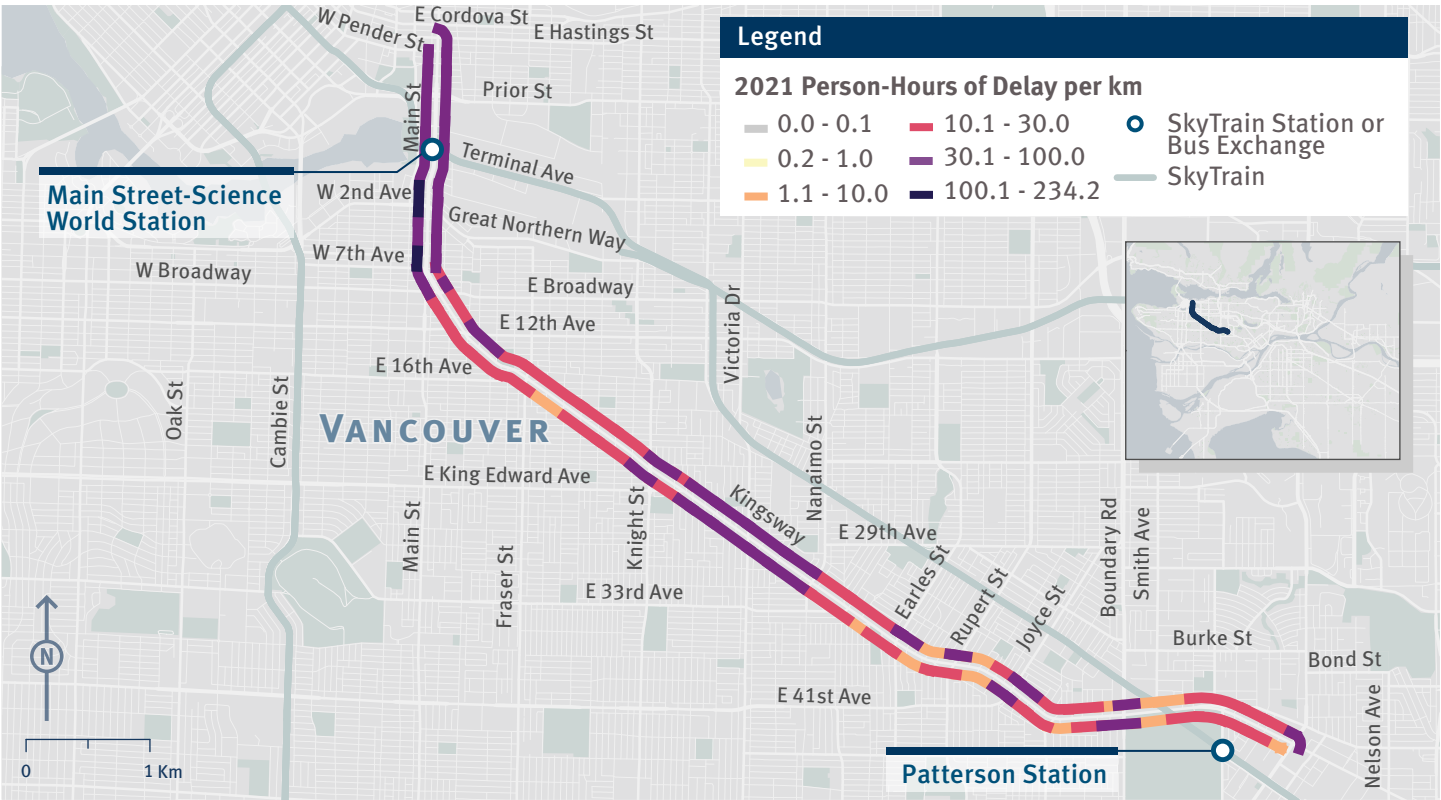 E Cordova St
W Pender St
E Hastings St
Prior St
Main St
Terminal Ave
Main Street-Science
World Station
W 2nd Ave
Great Northern Way
W 7th Ave
W Broadway
E Broadway
Victoria Dr
E 12th Ave
E 16th Ave
Oak St
Cambie St
VANCOUVER
Nanaimo St
E King Edward Ave
Kingsway
Knight St
Main St
Fraser St
E 29th Ave
Boundary Rd
Smith Ave
Earles St
Rupert St
Joyce St
E 33rd Ave
Burke St
Bond St
E 41st Ave
Nelson Ave
Patterson Station
N
0
1 Km
Legend
2021 Person-Hours of Delay per km
0.0 - 0.1
0.2 - 1.0
1.1 - 10.0
10.1 - 30.0
30.1 - 100.0
100.1 - 234.2
SkyTrain Station or
Bus Exchange
SkyTrain